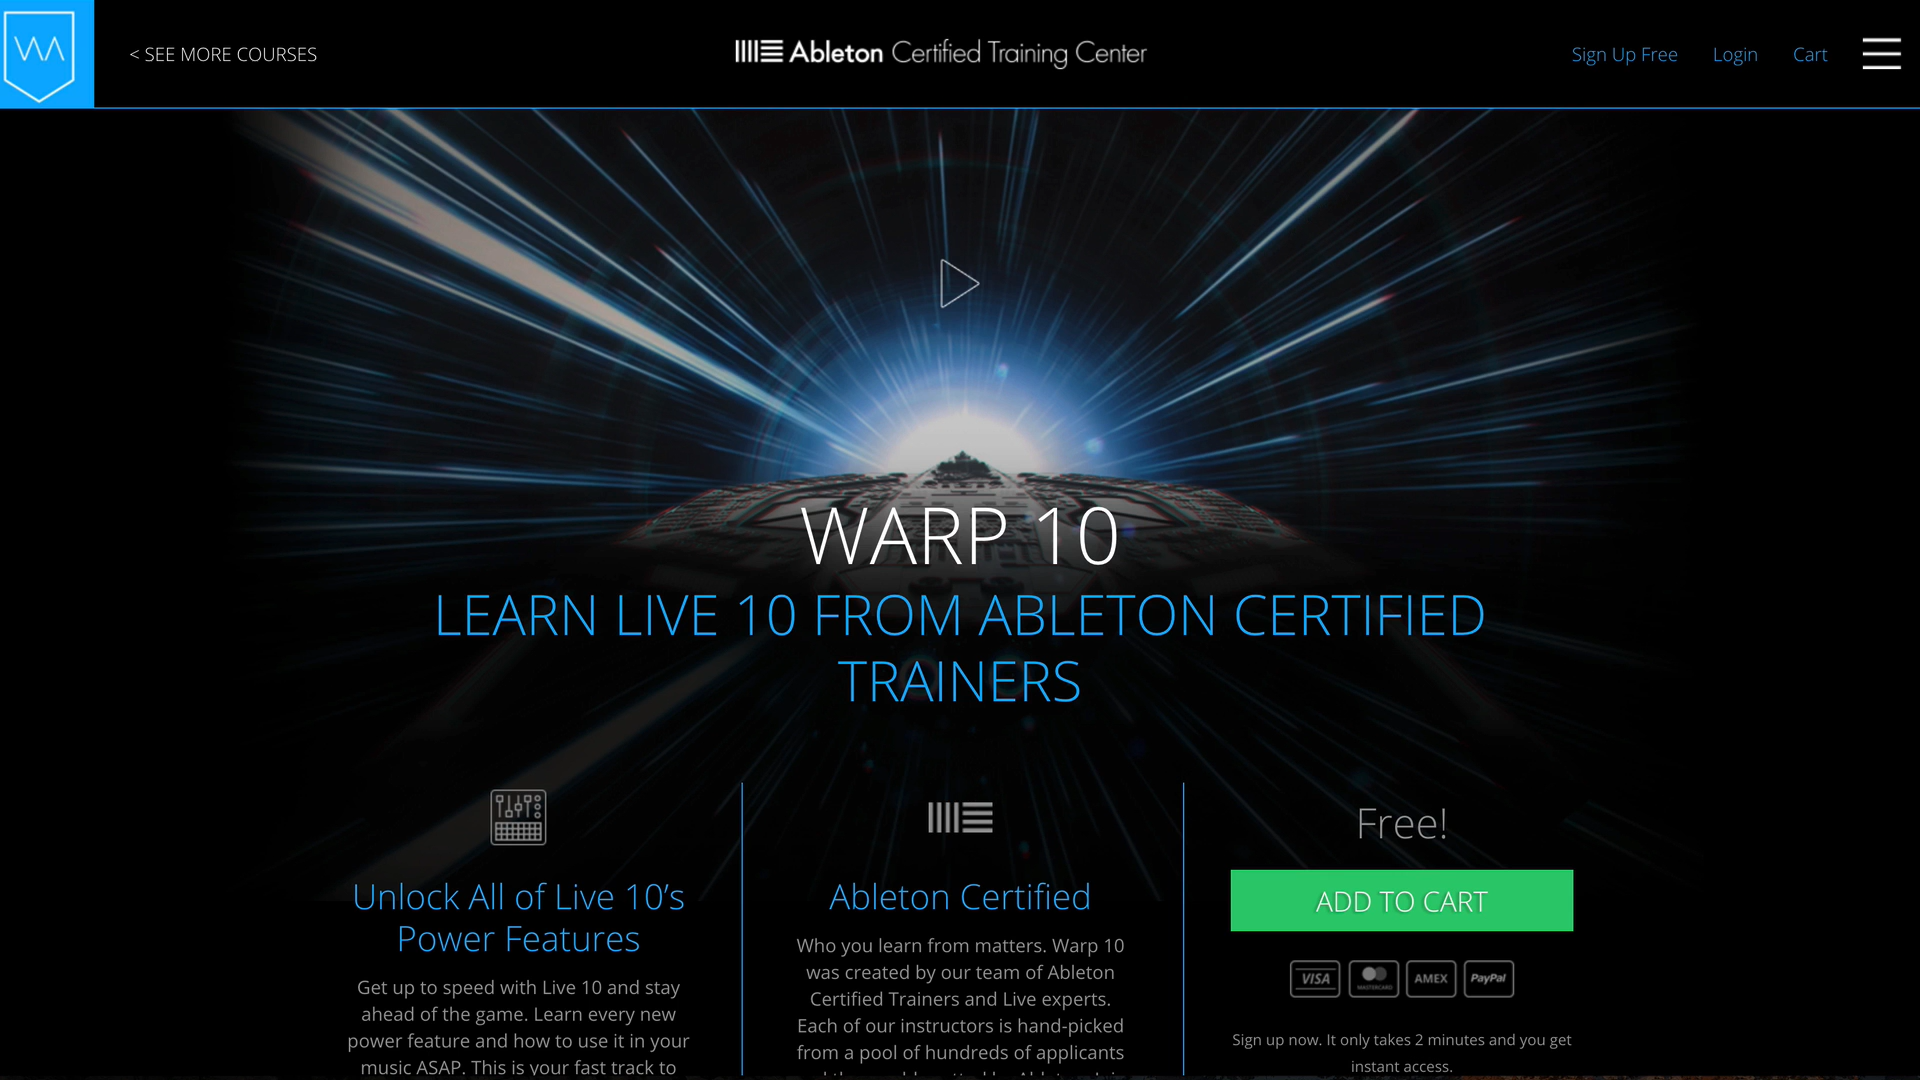 WA
< SEE MORE COURSES
Ableton Certified Training Center
Sign Up Free
Login
Cart
WARP 10
LEARN LIVE 10 FROM ABLETON CERTIFIED
TRAINERS
Unlock All of Live 10’s
Power Features
Get up to speed with Live 10 and stay
ahead of the game. Learn every new
power feature and how to use it in your
music ASAP. This is your fast track to
Ableton Certified
Who you learn from matters. Warp 10
was created by our team of Ableton
Certified Trainers and Live experts.
Each of our instructors is hand-picked
from a pool of hundreds of applicants
Free!
ADD TO CART
VISA
MASTERCARD
AMEX
PayPal
Sign up now. It only takes 2 minutes and you get
instant access.